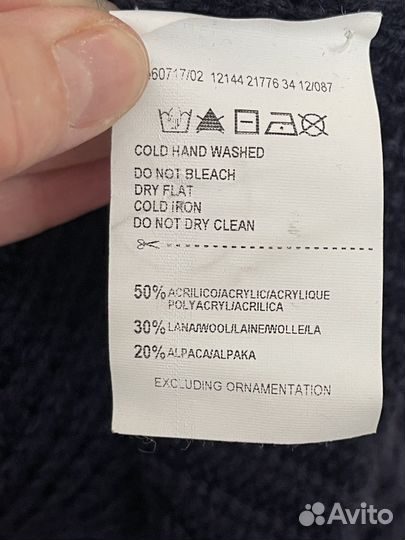 60717/02 12144 21776 34 12/087
COLD HAND WASHED
DO NOT BLEACH
DRY FLAT
COLD IRON
DO NOT DRY CLEAN
50% ACRILICO/ACRYLIC/ACRYLIQUE
POLYACRYL/ACRILICA
30% LANA/WOOL/LAINE/WOLLE/LA
20% ALPACA/ALPAKA
EXCLUDING ORNAMENTATION
Avito